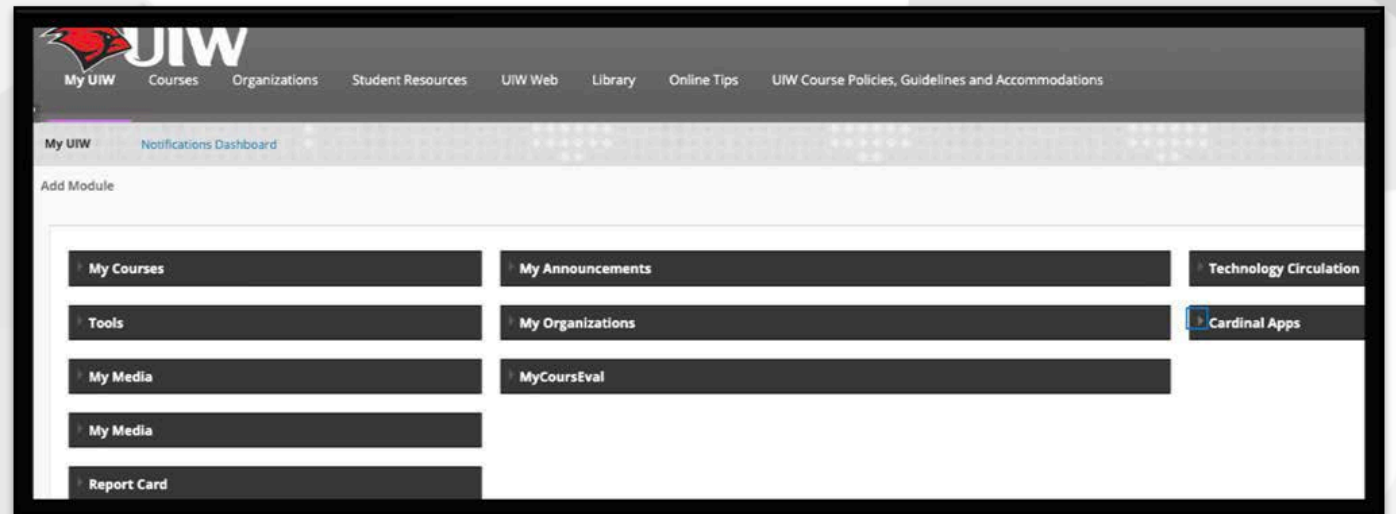 UIW
My UIW Courses Organizations Student Resources UIW Web Library Online Tips UIW Course Policies, Guidelines and Accommodations
My UIW Notifications Dashboard
Add Module
My Courses
Tools
My Media
My Media
Report Card
My Announcements
My Organizations
MyCoursEval
Technology Circulation
Cardinal Apps